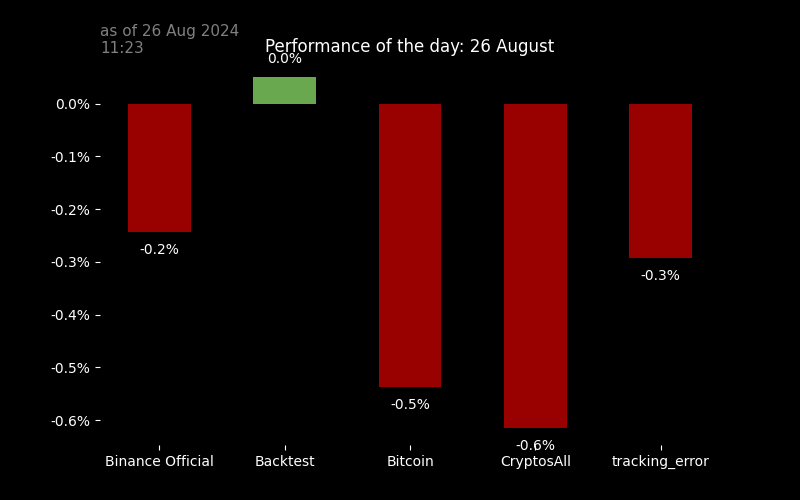 as of 26 Aug 2024
11:23
Performance of the day: 26 August
0.0%
0.0%
-0.1%
-0.2%
-0.2%
-0.3%
-0.3%
-0.4%
-0.5%
-0.5%
-0.6%
-0.6%
Binance Official
Backtest
Bitcoin
CryptosAll
tracking_error